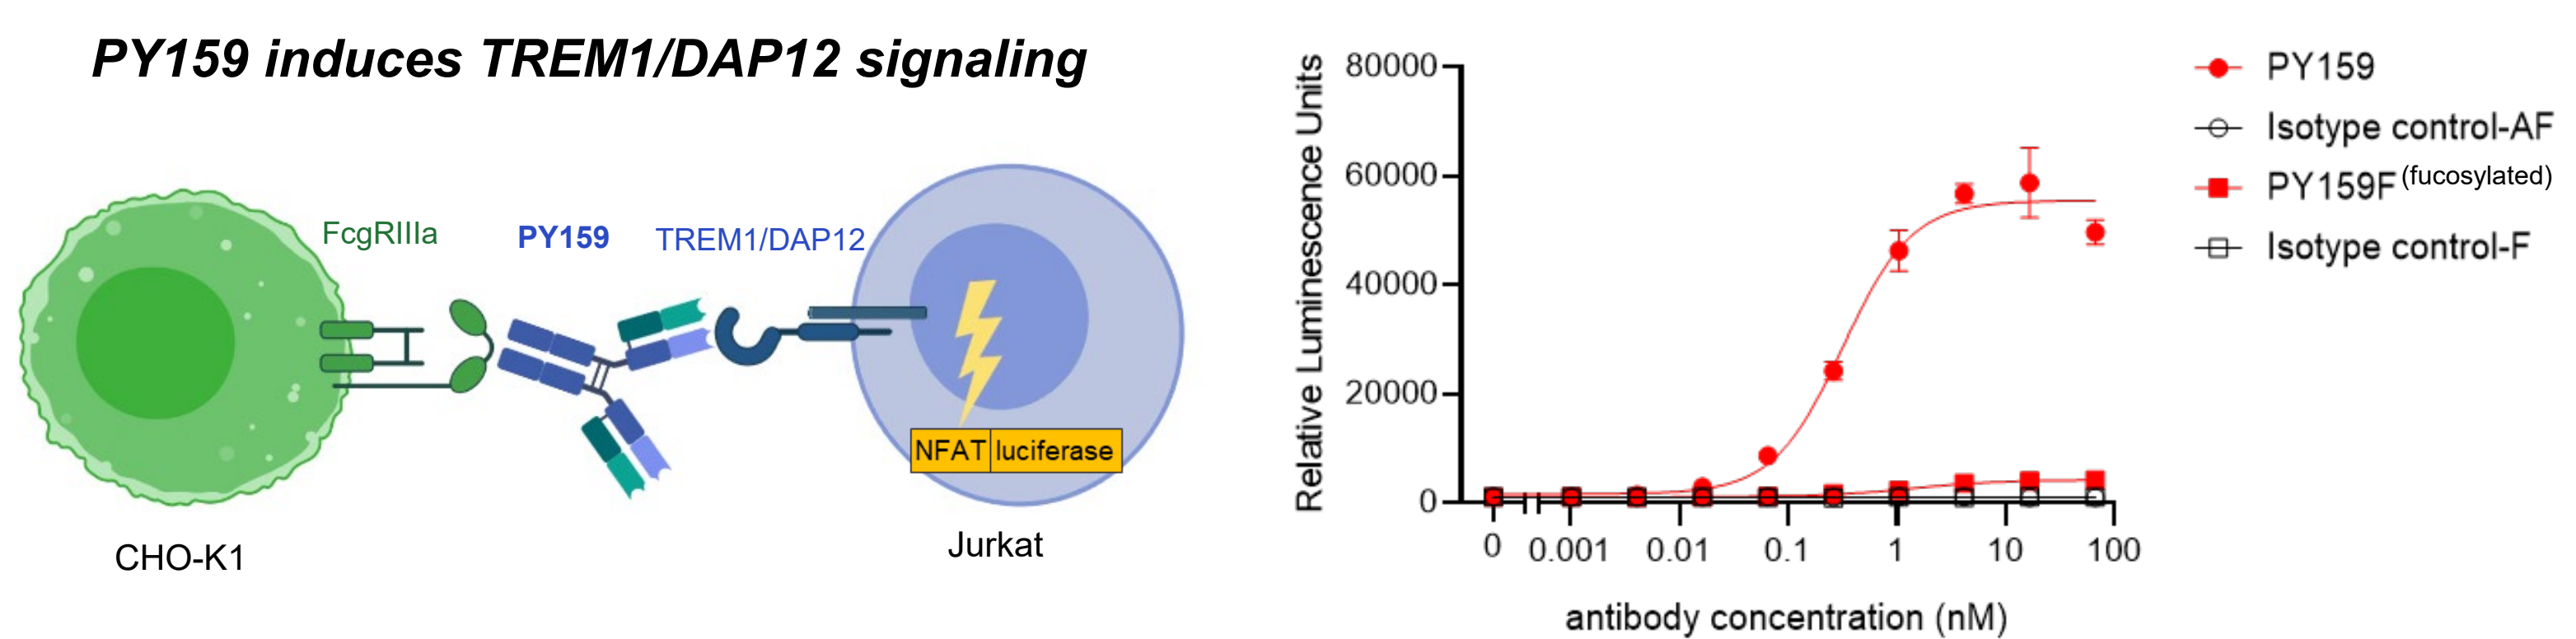 PY159 induces TREM1/DAP12 signaling
FcgRIIIa
PY159
TREM1/DAP12
NFAT luciferase
CHO-K1
Jurkat
Relative Luminescence Units
80000
60000
40000
20000
0
0 0.001 0.01 0.1 1 10 100
antibody concentration (nM)
PY159
Isotype control-AF
PY159F (fucosylated)
Isotype control-F